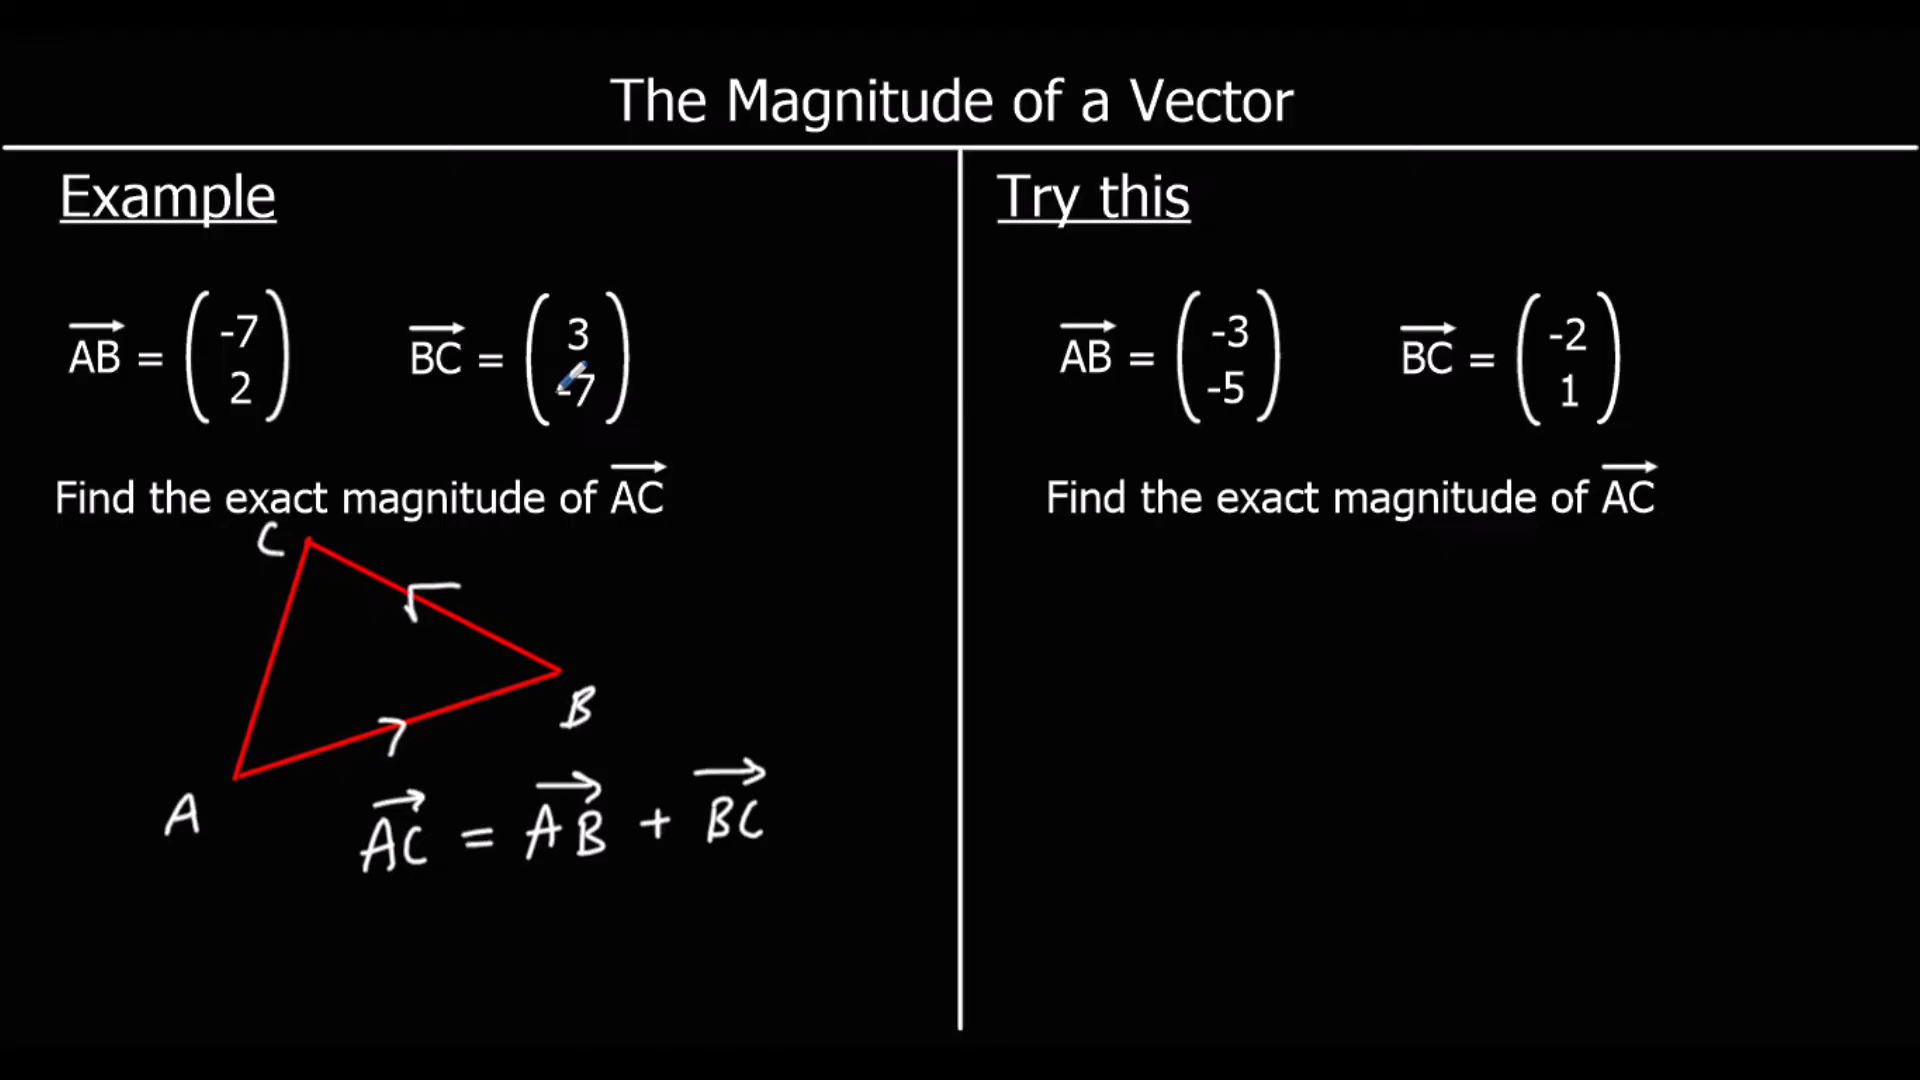 The Magnitude of a Vector
Example
AB = (-7 2) BC = (3 -7)
Find the exact magnitude of AC
C
B
A
AC = AB + BC
Try this
AB = (-3 -5) BC = (-2 1)
Find the exact magnitude of AC